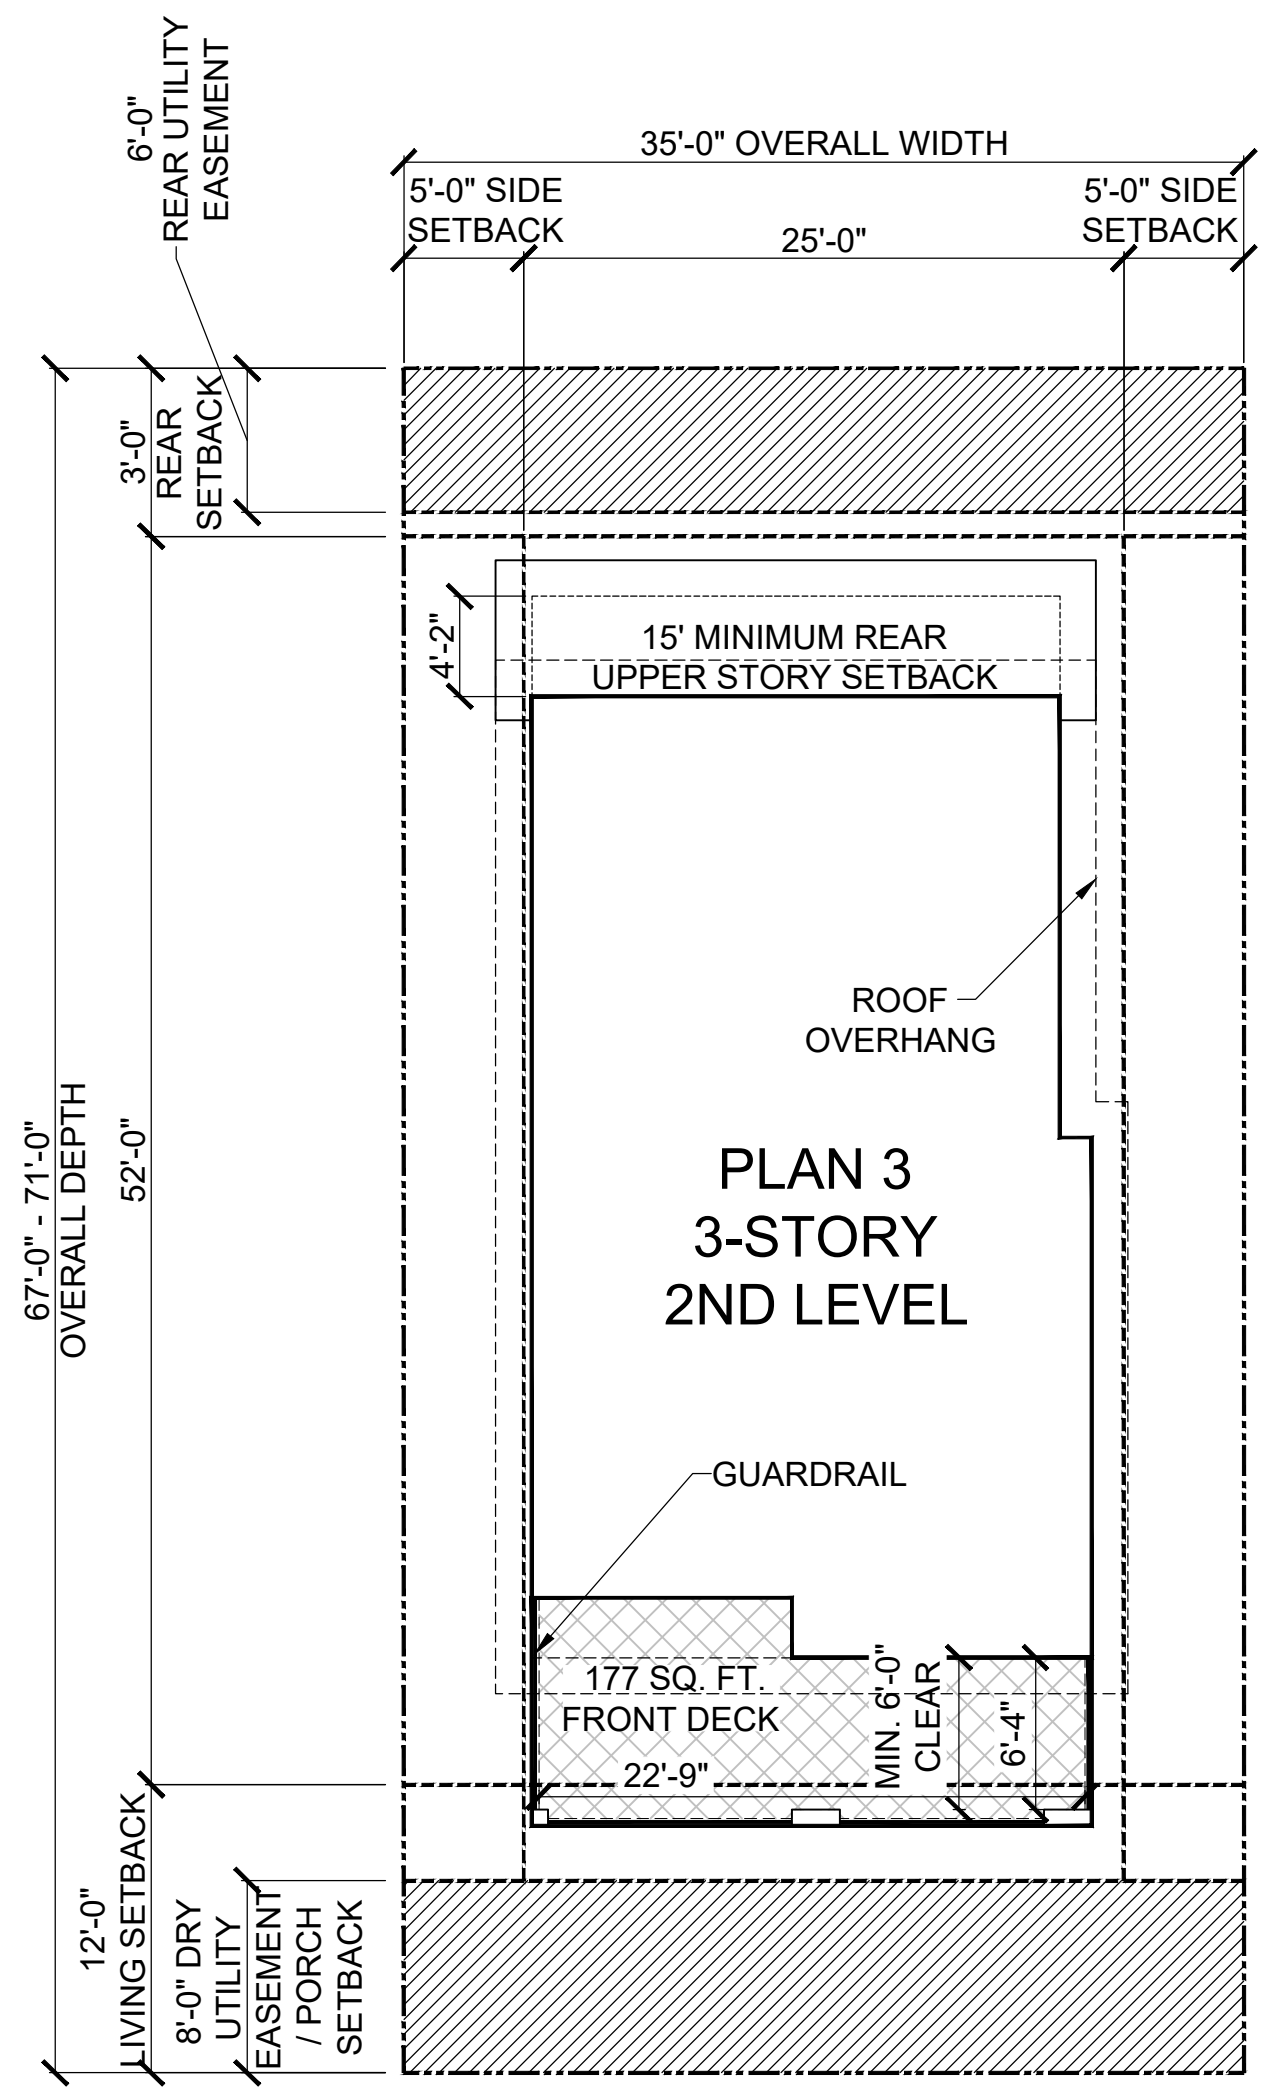 6'-0"
REAR UTILITY
EASEMENT
35'-0" OVERALL WIDTH
5'-0" SIDE
SETBACK
25'-0"
5'-0" SIDE
SETBACK
3'-0"
REAR
SETBACK
4'-2"
15' MINIMUM REAR
UPPER STORY SETBACK
ROOF
OVERHANG
67'-0" - 71'-0"
OVERALL DEPTH
52'-0"
PLAN 3
3-STORY
2ND LEVEL
GUARDRAIL
177 SQ. FT.
FRONT DECK
22'-9"
MIN. 6'-0"
CLEAR
6'-4"
12'-0"
LIVING SETBACK
8'-0" DRY
UTILITY
EASEMENT
/ PORCH
SETBACK